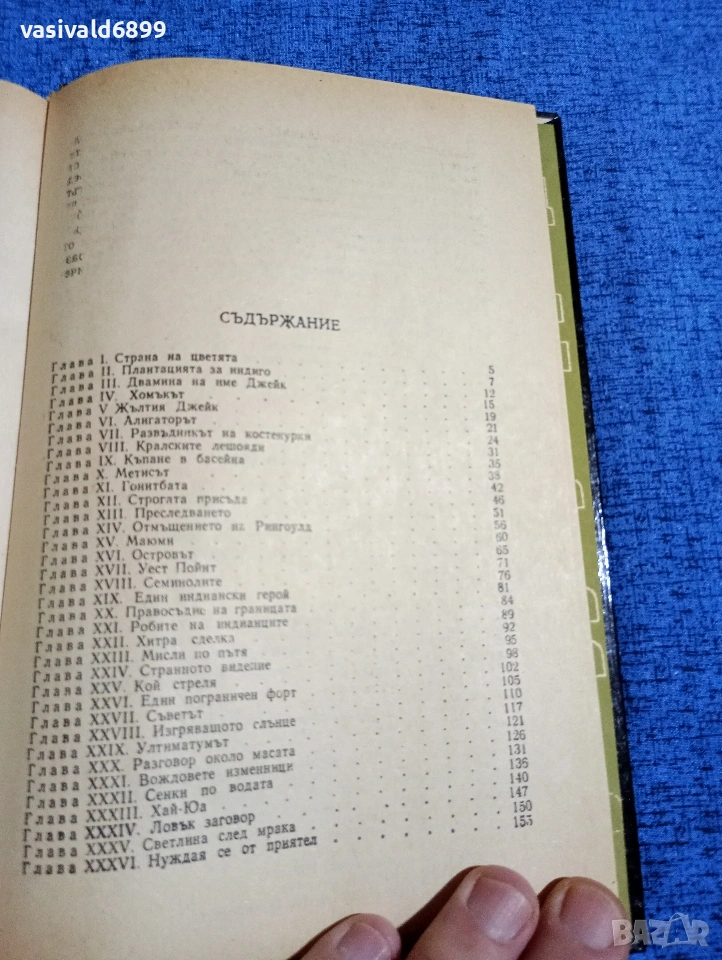 vasivald6899
СЪДЪРЖАНИЕ
Глава I. Страна на цветята 5
Глава II. Плантацията за индиго 7
Глава III. Двамина на име Джейк 12
Глава IV. Хомъкът 15
Глава V Жълтия Джейк 19
Глава VI. Алигаторът 21
Глава VII. Развъдникът на костенурки 24
Глава VIII. Кралските лешояди 31
Глава IX. Къпане в басейна 35
Глава X. Метисът 38
Глава XI. Гонитбата 42
Глава XII. Строгата присъда 46
Глава XIII. Преследването 51
Глава XIV. Отмъщението на Рингоулд 56
Глава XV. Маюми 60
Глава XVI. Островът 65
Глава XVII. Уест Пойнт 71
Глава XVIII. Семинолите 76
Глава XIX. Един индиански герой 81
Глава XX. Правосъдие на границата 84
Глава XXI. Робите на индианците 89
Глава XXII. Хитра сделка 92
Глава XXIII. Мисли по пътя 95
Глава XXIV. Странното видение 98
Глава XXV. Кой стреля 102
Глава XXVI. Един пограничен форт 105
Глава XXVII. Съветът 110
Глава XXVIII. Изгряващото слънце 117
Глава XXIX. Ултиматумът 121
Глава XXX. Разговор около масата 126
Глава XXXI. Вождовете изменници 131
Глава XXXII. Сенки по водата 135
Глава XXXIII. Хай-Юа 140
Глава XXXIV. Ловък заговор 147
Глава XXXV. Светлина след мрака 150
Глава XXXVI. Нуждая се от приятел 155
BAZAR